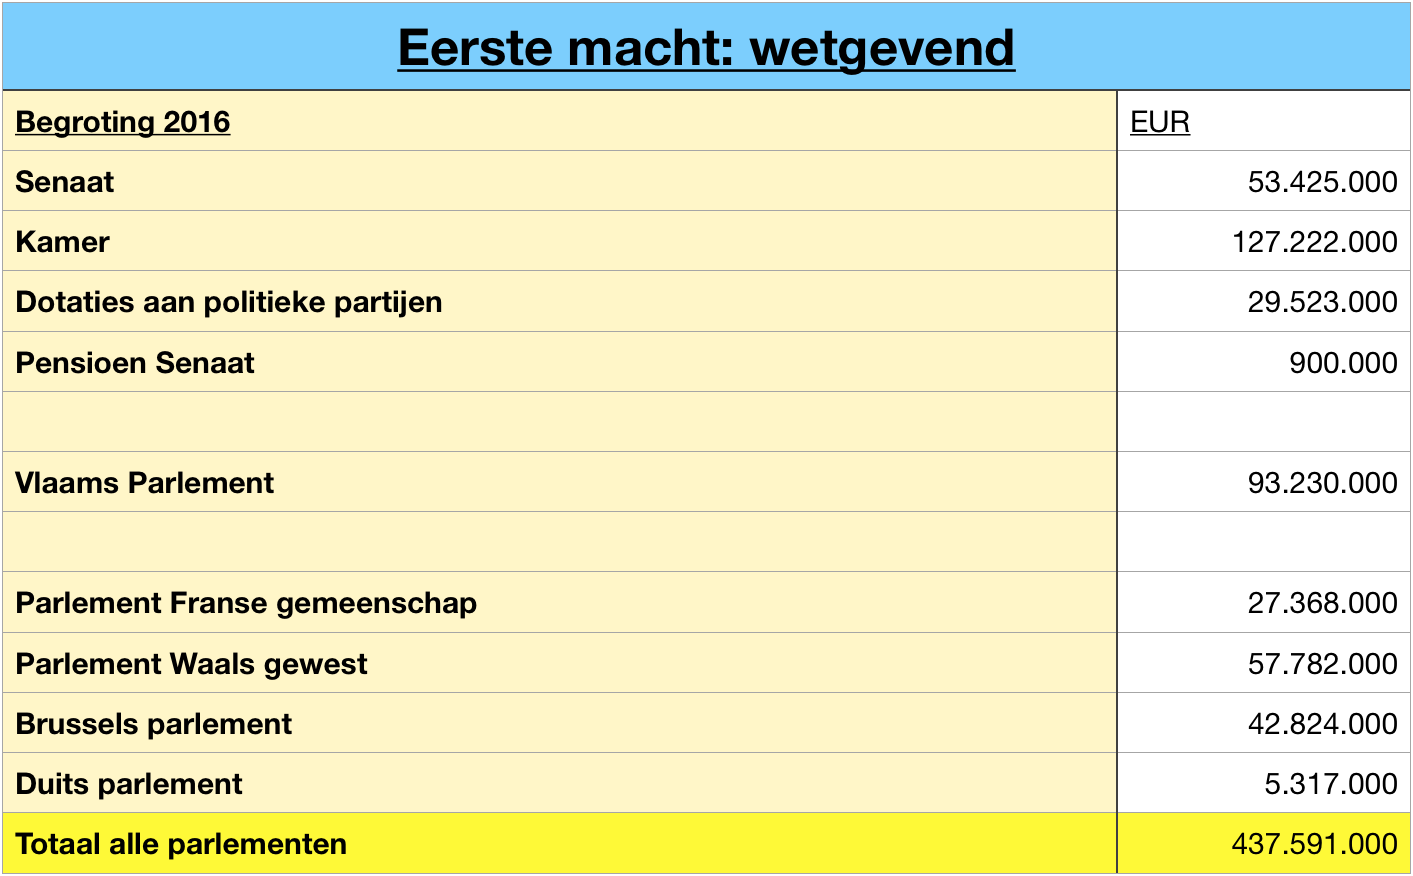 Eerste macht: wetgevend
Begroting 2016 EUR
Senaat 53.425.000
Kamer 127.222.000
Dotaties aan politieke partijen 29.523.000
Pensioen Senaat 900.000
Vlaams Parlement 93.230.000
Parlement Franse gemeenschap 27.368.000
Parlement Waals gewest 57.782.000
Brussels parlement 42.824.000
Duits parlement 5.317.000
Totaal alle parlementen 437.591.000